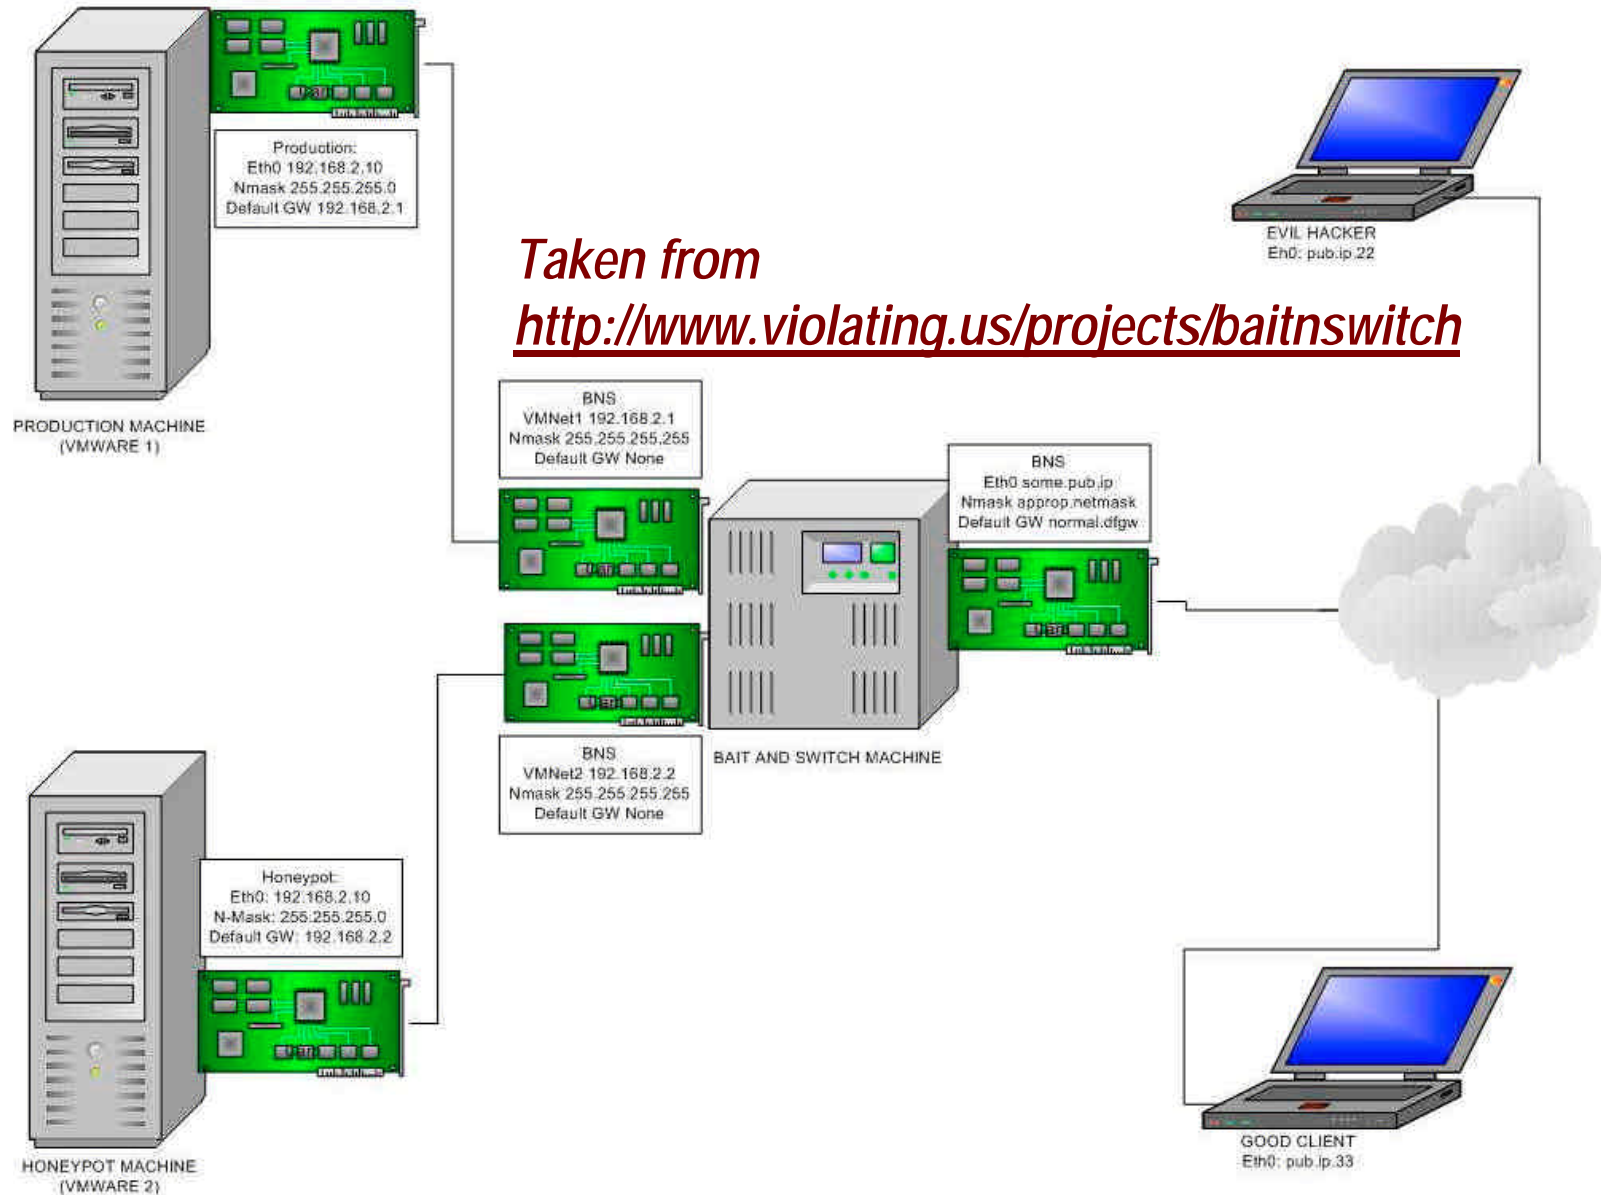 Production:
Eth0 192.168.2.10
Nmask 255.255.255.0
Default GW 192.168.2.1
PRODUCTION MACHINE
(VMWARE 1)
EVIL HACKER
Eh0: pub.ip.22
Taken from
http://www.violating.us/projects/baitnswitch
BNS
VMNet1 192.168.2.1
Nmask 255.255.255.255
Default GW None
BNS
Eth0 some.pub.ip
Nmask approp.netmask
Default GW normal.dfgw
BNS
VMNet2 192.168.2.2
Nmask 255.255.255.255
Default GW None
BAIT AND SWITCH MACHINE
Honeypot:
Eth0: 192.168.2.10
N-Mask: 255.255.255.0
Default GW: 192.168.2.2
HONEYPOT MACHINE
(VMWARE 2)
GOOD CLIENT
Eth0: pub.ip.33